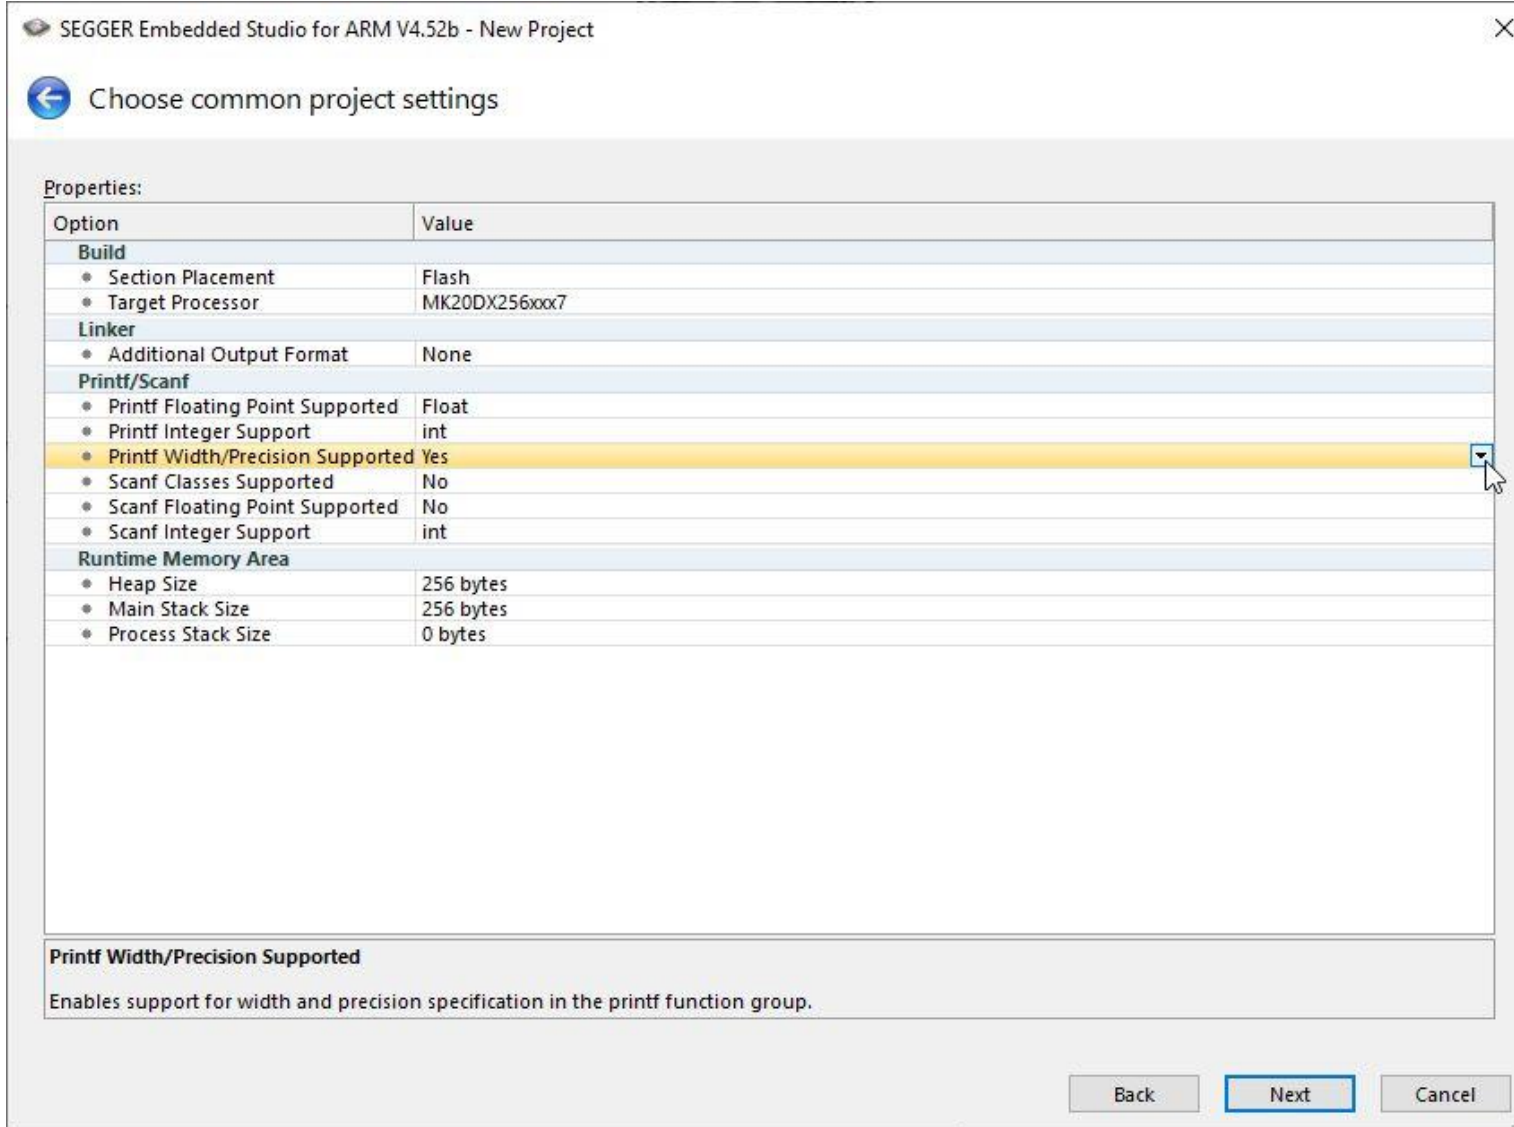 SEGGER Embedded Studio for ARM V4.52b - New Project
Choose common project settings
Properties:
Option Value
Build
Section Placement Flash
Target Processor MK20DX256xxx7
Linker
Additional Output Format None
Printf/Scanf
Printf Floating Point Supported Float
Printf Integer Support int
Printf Width/Precision Supported Yes
Scanf Classes Supported No
Scanf Floating Point Supported No
Scanf Integer Support int
Runtime Memory Area
Heap Size 256 bytes
Main Stack Size 256 bytes
Process Stack Size 0 bytes
Printf Width/Precision Supported
Enables support for width and precision specification in the printf function group.
Back Next Cancel